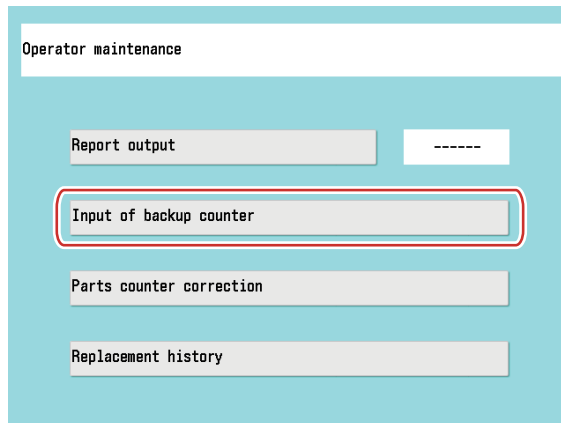 Operator maintenance
Report output
------
Input of backup counter
Parts counter correction
Replacement history